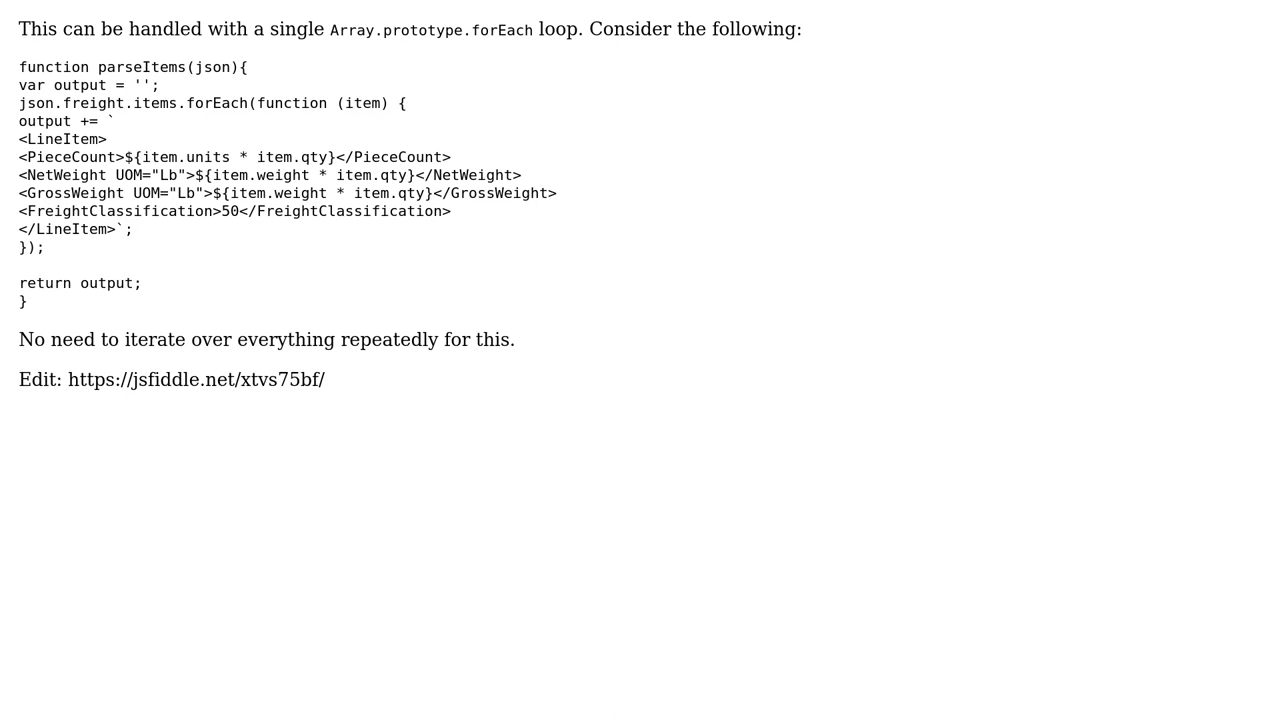 This can be handled with a single Array.prototype.forEach loop. Consider the following:
function parseItems(json){
var output = '';
json.freight.items.forEach(function (item) {
output += `
<LineItem>
<PieceCount>${item.units * item.qty}</PieceCount>
<NetWeight UOM="Lb">${item.weight * item.qty}</NetWeight>
<GrossWeight UOM="Lb">${item.weight * item.qty}</GrossWeight>
<FreightClassification>50</FreightClassification>
</LineItem>`;
});
return output;
}
No need to iterate over everything repeatedly for this.
Edit: https://jsfiddle.net/xtvs75bf/